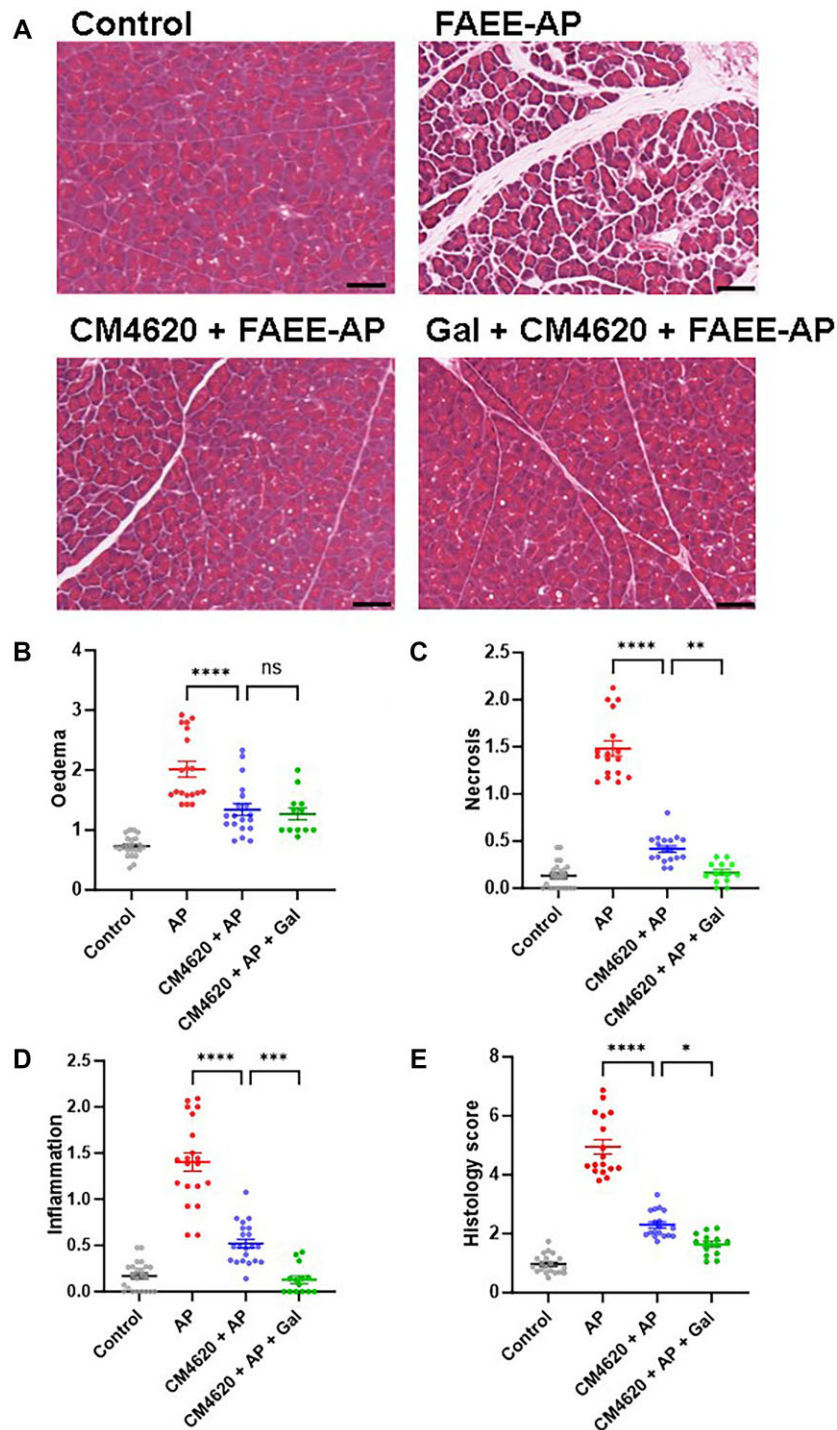 A
Control
FAEE-AP
CM4620 + FAEE-AP
Gal + CM4620 + FAEE-AP
B
Oedema
4
3
2
1
0
**** ns
Control
AP
CM4620 + AP
CM4620 + AP + Gal
C
Necrosis
2.5
2.0
1.5
1.0
0.5
0.0
**** **
Control
AP
CM4620 + AP
CM4620 + AP + Gal
D
Inflammation
2.5
2.0
1.5
1.0
0.5
0.0
**** ***
Control
AP
CM4620 + AP
CM4620 + AP + Gal
E
Histology score
8
6
4
2
0
**** *
Control
AP
CM4620 + AP
CM4620 + AP + Gal